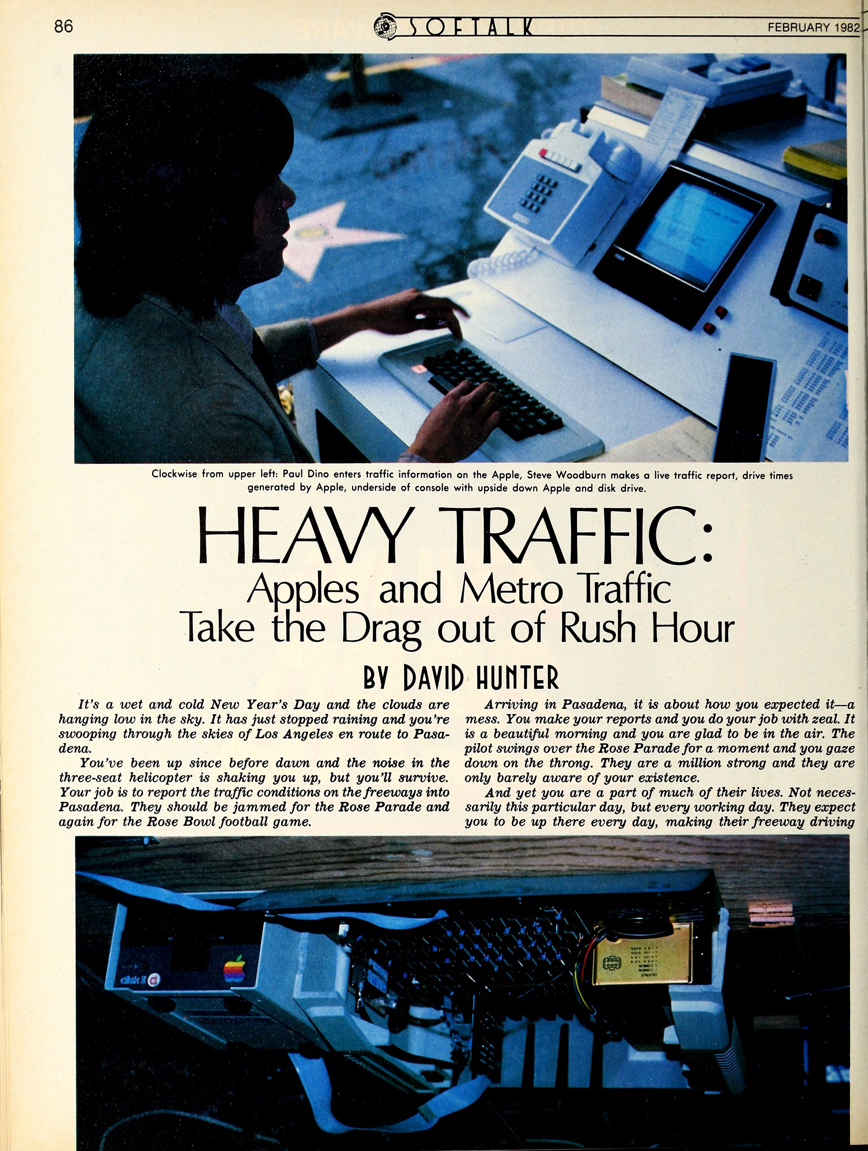 86
SOFTALK
FEBRUARY 1982
Clockwise from upper left: Paul Dino enters traffic information on the Apple, Steve Woodburn makes a live traffic report, drive times
generated by Apple, underside of console with upside down Apple and disk drive.
HEAVY TRAFFIC:
Apples and Metro Traffic
Take the Drag out of Rush Hour
BY DAVID HUNTER
It's a wet and cold New Year's Day and the clouds are
hanging low in the sky. It has just stopped raining and you're
swooping through the skies of Los Angeles en route to Pasa-
dena.
You've been up since before dawn and the noise in the
three-seat helicopter is shaking you up, but you'll survive.
Your job is to report the traffic conditions on the freeways into
Pasadena. They should be jammed for the Rose Parade and
again for the Rose Bowl football game.
Arriving in Pasadena, it is about how you expected it—a
mess. You make your reports and you do your job with zeal. It
is a beautiful morning and you are glad to be in the air. The
pilot swings over the Rose Parade for a moment and you gaze
down on the throng. They are a million strong and they are
only barely aware of your existence.
And yet you are a part of much of their lives. Not neces-
sarily this particular day, but every working day. They expect
you to be up there every day, making their freeway driving
disk II